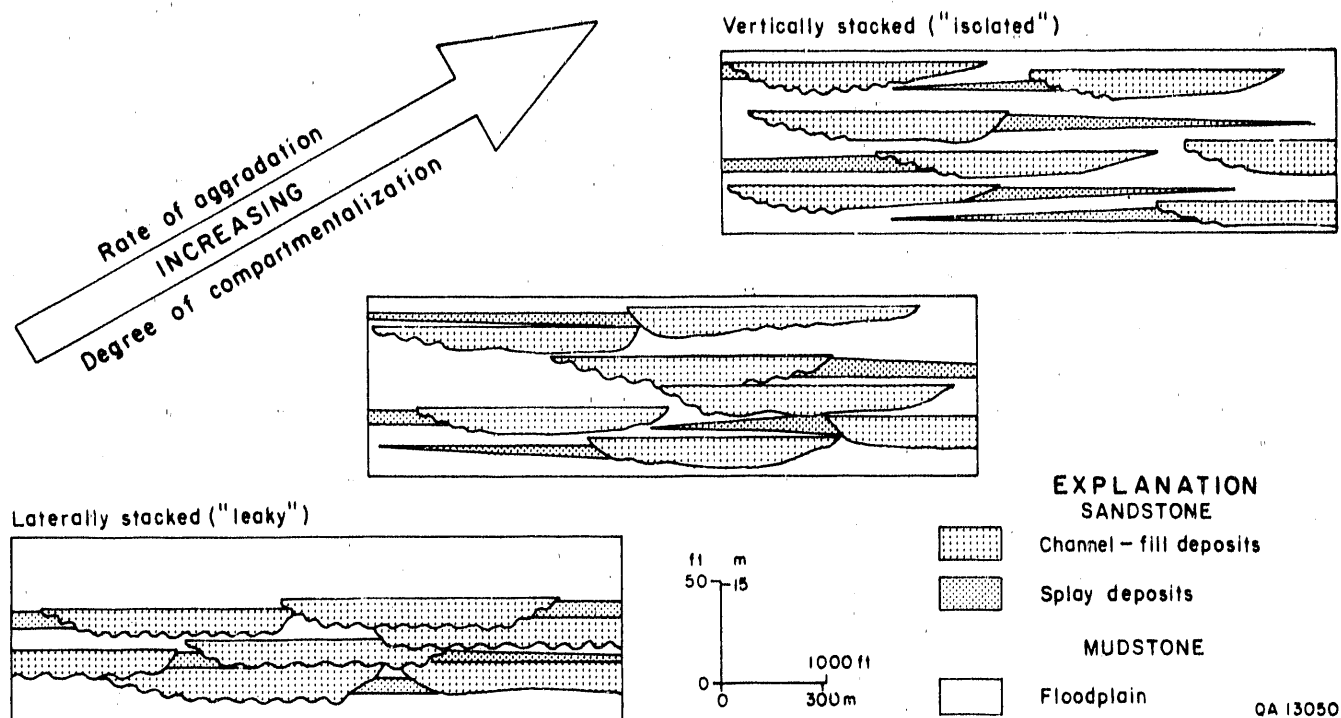 Vertically stacked ("isolated")
Rate of aggradation
INCREASING
Degree of compartmentalization
Laterally stacked ("leaky")
ft m
50 15
0
0 300m
1000 ft
EXPLANATION
SANDSTONE
Channel-fill deposits
Splay deposits
MUDSTONE
Floodplain
QA 13050